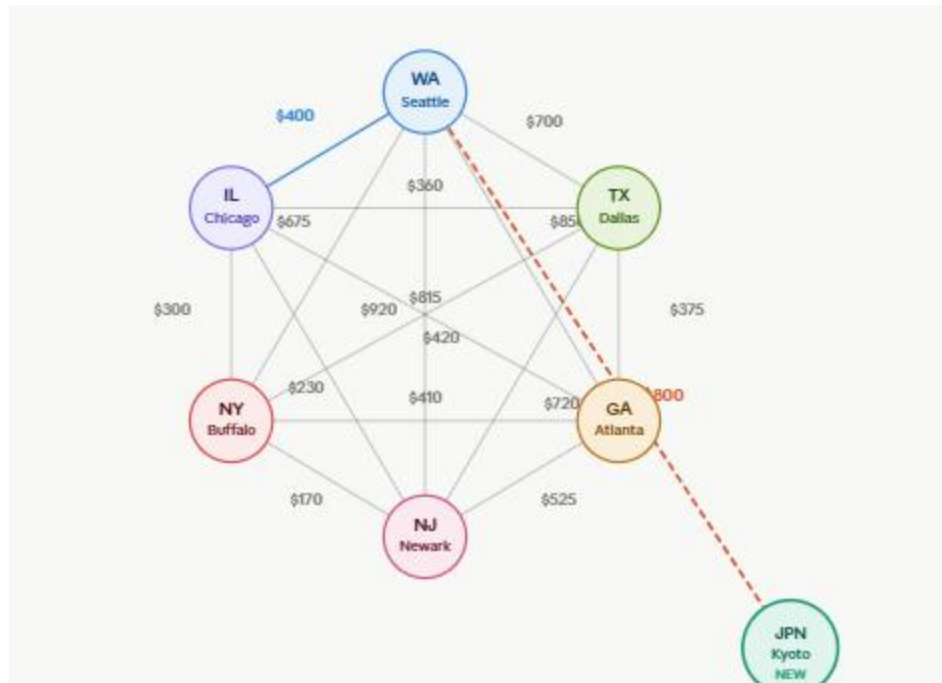 WA
Seattle
$400
$700
$360
IL
Chicago
TX
Dallas
$675
$300
$920
$815
$375
$420
$230
$410
$720
800
NY
Buffalo
GA
Atlanta
$170
$525
NJ
Newark
JPN
Kyoto
NEW